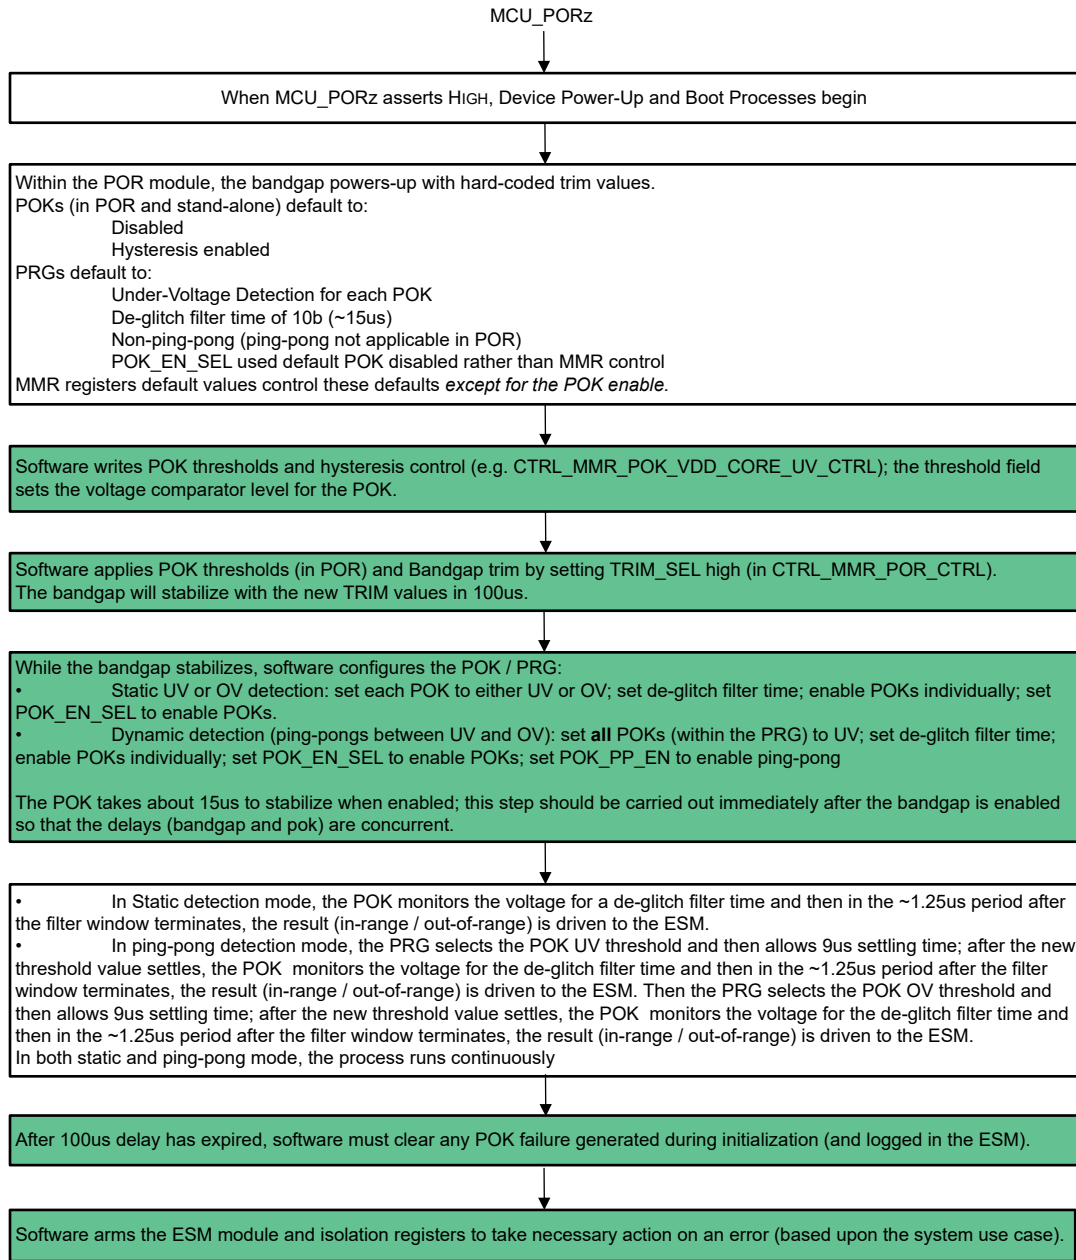 MCU_PORz
When MCU_PORz asserts HIGH, Device Power-Up and Boot Processes begin
Within the POR module, the bandgap powers-up with hard-coded trim values.
POKs (in POR and stand-alone) default to:
Disabled
Hysteresis enabled
PRGs default to:
Under-Voltage Detection for each POK
De-glitch filter time of 10b (~15us)
Non-ping-pong (ping-pong not applicable in POR)
POK_EN_SEL used default POK disabled rather than MMR control
MMR registers default values control these defaults except for the POK enable.
Software writes POK thresholds and hysteresis control (e.g. CTRL_MMR_POK_VDD_CORE_UV_CTRL); the threshold field
sets the voltage comparator level for the POK.
Software applies POK thresholds (in POR) and Bandgap trim by setting TRIM_SEL high (in CTRL_MMR_POR_CTRL).
The bandgap will stabilize with the new TRIM values in 100us.
While the bandgap stabilizes, software configures the POK / PRG:
• Static UV or OV detection: set each POK to either UV or OV; set de-glitch filter time; enable POKs individually; set
POK_EN_SEL to enable POKs.
• Dynamic detection (ping-pongs between UV and OV): set all POKs (within the PRG) to UV; set de-glitch filter time;
enable POKs individually; set POK_EN_SEL to enable POKs; set POK_PP_EN to enable ping-pong
The POK takes about 15us to stabilize when enabled; this step should be carried out immediately after the bandgap is enabled
so that the delays (bandgap and pok) are concurrent.
• In Static detection mode, the POK monitors the voltage for a de-glitch filter time and then in the ~1.25us period after
the filter window terminates, the result (in-range / out-of-range) is driven to the ESM.
• In ping-pong detection mode, the PRG selects the POK UV threshold and then allows 9us settling time; after the new
threshold value settles, the POK monitors the voltage for the de-glitch filter time and then in the ~1.25us period after the filter
window terminates, the result (in-range / out-of-range) is driven to the ESM. Then the PRG selects the POK OV threshold and
then allows 9us settling time; after the new threshold value settles, the POK monitors the voltage for the de-glitch filter time and
then in the ~1.25us period after the filter window terminates, the result (in-range / out-of-range) is driven to the ESM.
In both static and ping-pong mode, the process runs continuously
After 100us delay has expired, software must clear any POK failure generated during initialization (and logged in the ESM).
Software arms the ESM module and isolation registers to take necessary action on an error (based upon the system use case).